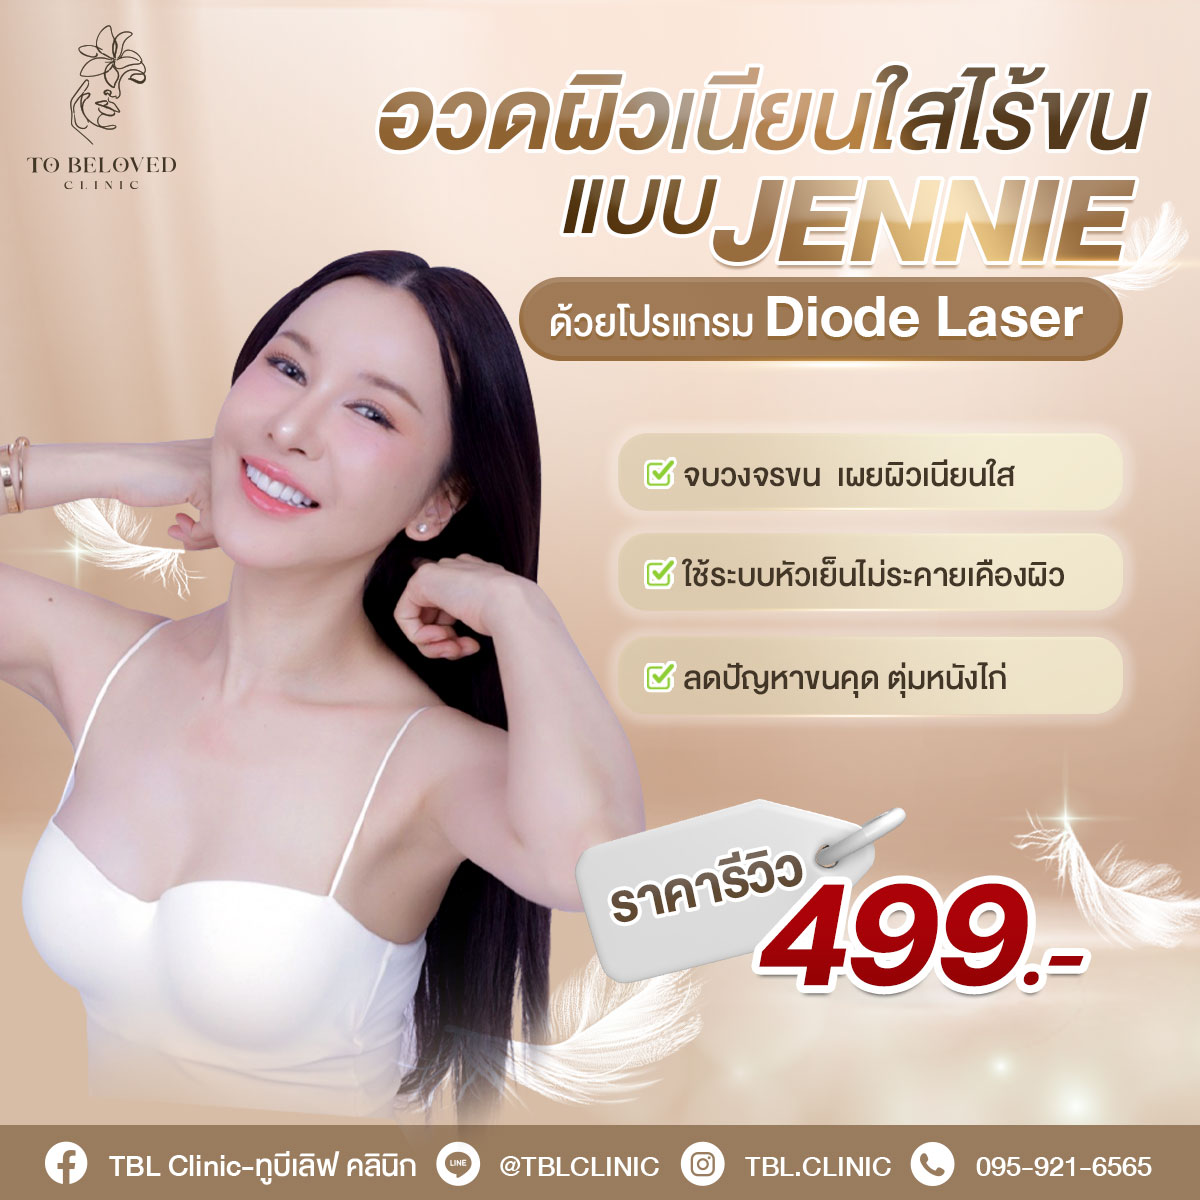 TO BELOVED
CLINIC
อวดผิวเนียนใสไร้ขน
แบบ JENNIE
ด้วยโปรแกรม Diode Laser
จบวงจรขน เผยผิวเนียนใส
ใช้ระบบหัวเย็นไม่ระคายเคืองผิว
ลดปัญหาขนคุด ตุ่มหนังไก่
ราคารีวิว
499.-
TBL Clinic-ทูบีเลิฟ คลินิก LINE @TBLCLINIC TBL.CLINIC 095-921-6565